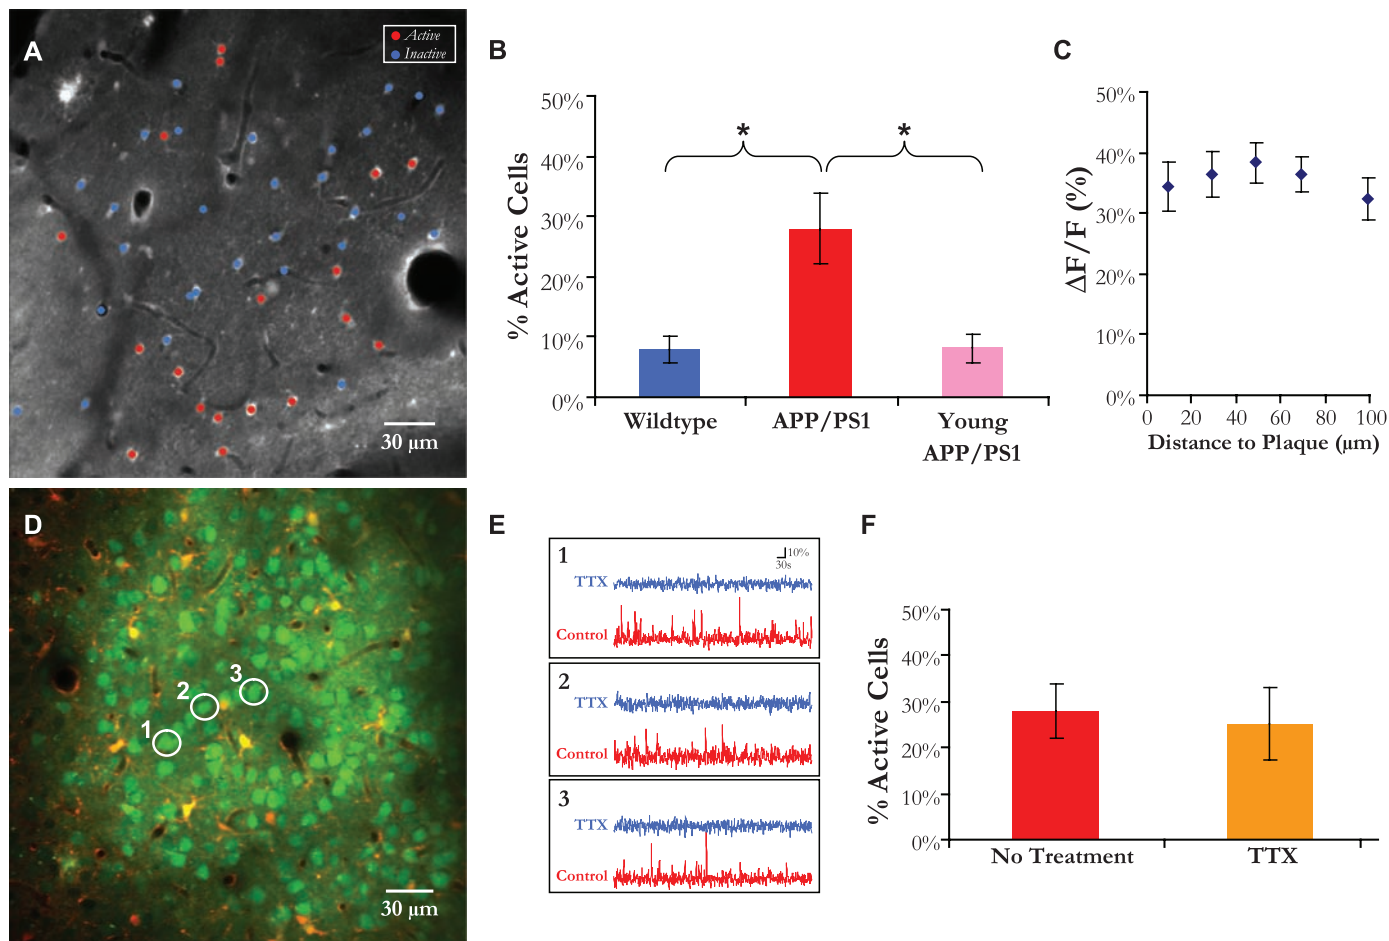 A
Active
Inactive
30 µm
B
% Active Cells
50%
40%
30%
20%
10%
0%
* *
Wildtype APP/PS1 Young APP/PS1
C
ΔF/F (%)
50%
40%
30%
20%
10%
0%
0 20 40 60 80 100
Distance to Plaque (µm)
D
1
2
3
30 µm
E
1
10%
30s
TTX
Control
2
TTX
Control
3
TTX
Control
F
% Active Cells
50%
40%
30%
20%
10%
0%
No Treatment TTX